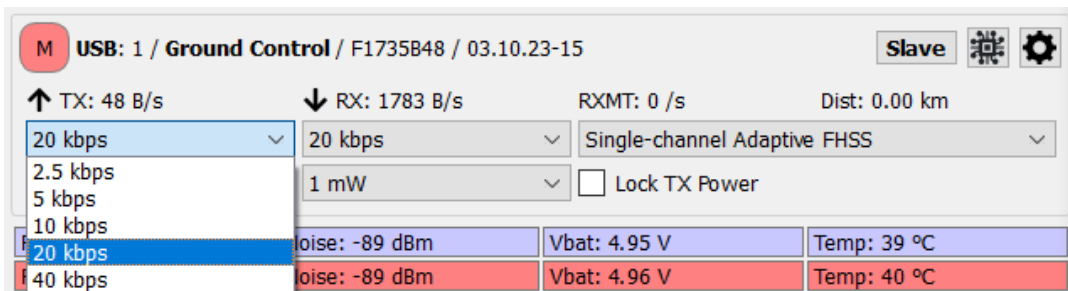 M USB: 1 / Ground Control / F1735B48 / 03.10.23-15 Slave
TX: 48 B/s RX: 1783 B/s RXMT: 0 /s Dist: 0.00 km
20 kbps 20 kbps Single-channel Adaptive FHSS
2.5 kbps
1 mW Lock TX Power
5 kbps
10 kbps
20 kbps
-89 dBm Vbat: 4.95 V Temp: 39 ºC
40 kbps
-89 dBm Vbat: 4.96 V Temp: 40 ºC